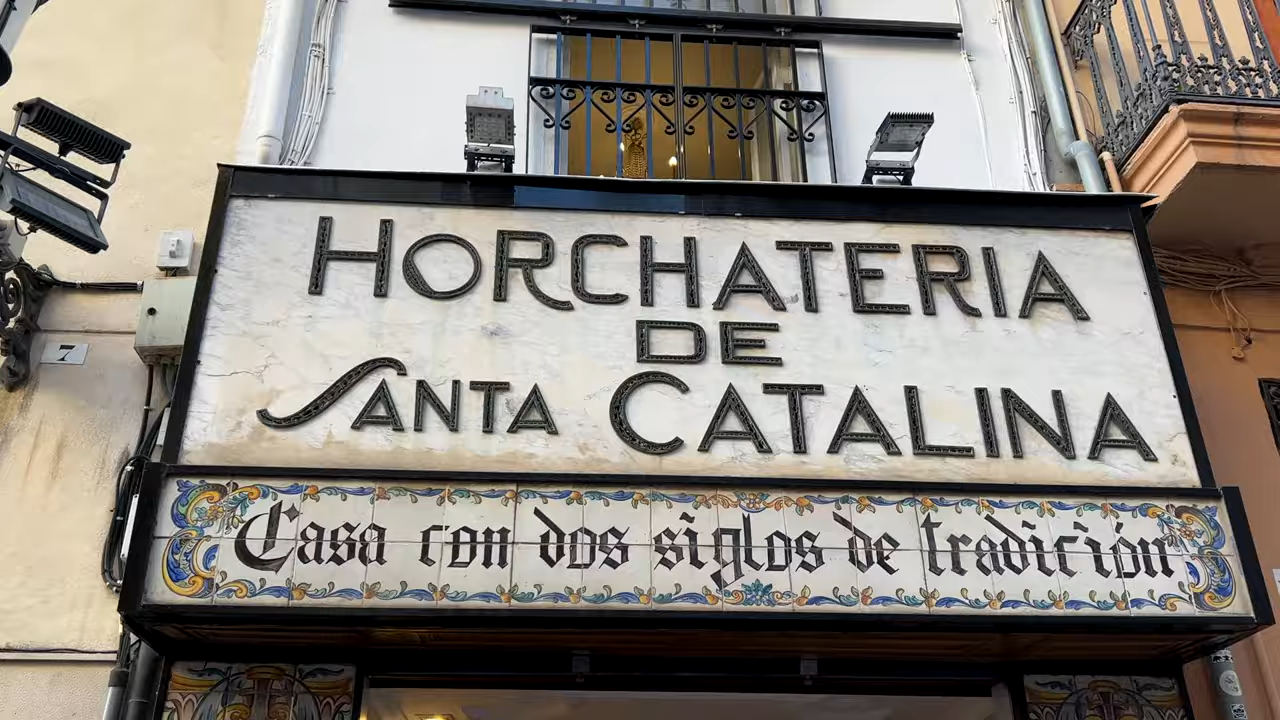 HORCHATERIA
DE
SANTA CATALINA
Casa con dos siglos de tradición
7